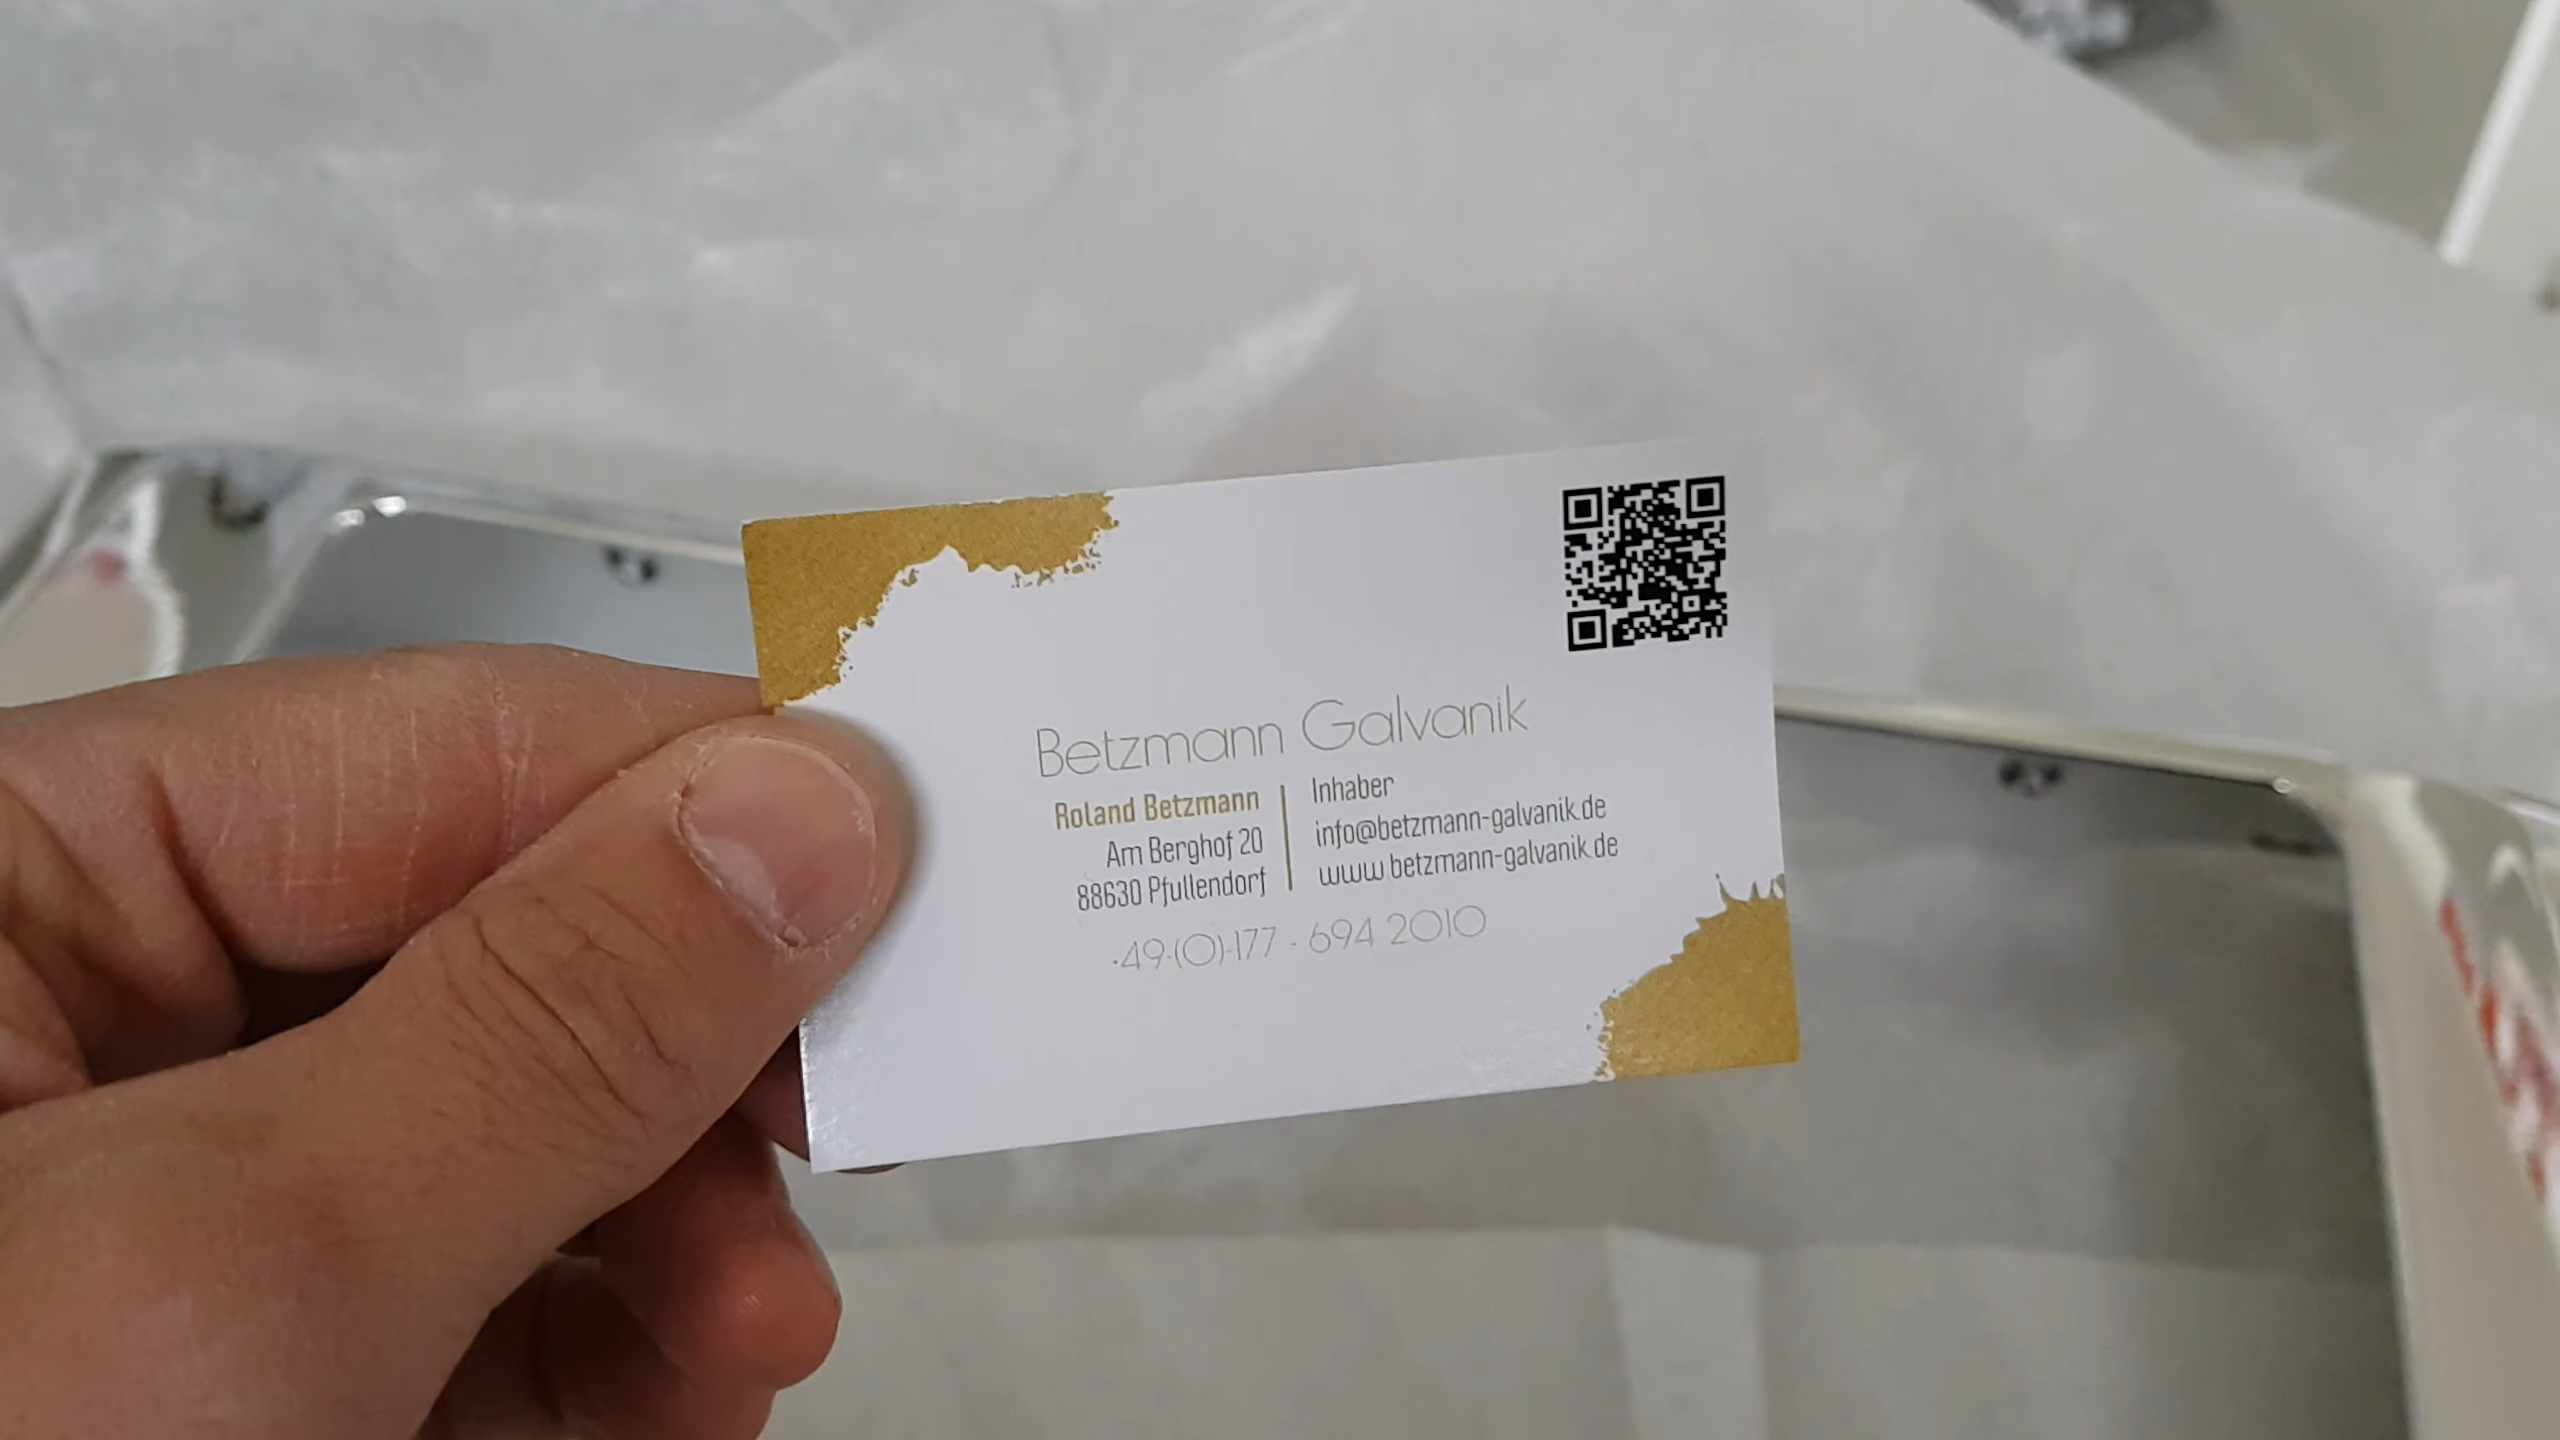 Betzmann Galvanik
Roland Betzmann
Am Berghof 20
88630 Pfullendorf
Inhaber
info@betzmann-galvanik.de
www.betzmann-galvanik.de
+49-(0)-177 - 694 2010